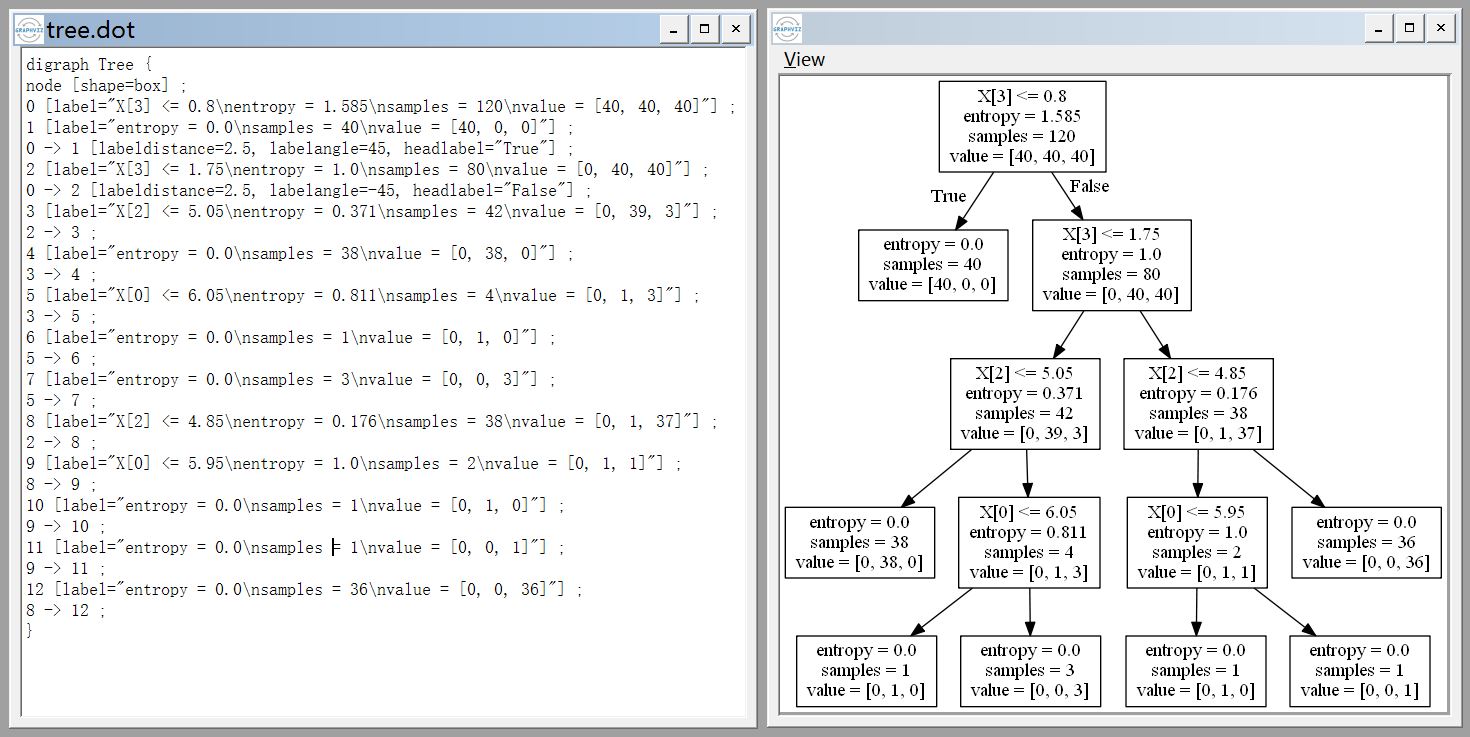 GRAPHVIZ
tree.dot
digraph Tree {
node [shape=box] ;
0 [label="X[3] <= 0.8\nentropy = 1.585\nsamples = 120\nvalue = [40, 40, 40]"] ;
1 [label="entropy = 0.0\nsamples = 40\nvalue = [40, 0, 0]"] ;
0 -> 1 [labeldistance=2.5, labelangle=45, headlabel="True"] ;
2 [label="X[3] <= 1.75\nentropy = 1.0\nsamples = 80\nvalue = [0, 40, 40]"] ;
0 -> 2 [labeldistance=2.5, labelangle=-45, headlabel="False"] ;
3 [label="X[2] <= 5.05\nentropy = 0.371\nsamples = 42\nvalue = [0, 39, 3]"] ;
2 -> 3 ;
4 [label="entropy = 0.0\nsamples = 38\nvalue = [0, 38, 0]"] ;
3 -> 4 ;
5 [label="X[0] <= 6.05\nentropy = 0.811\nsamples = 4\nvalue = [0, 1, 3]"] ;
3 -> 5 ;
6 [label="entropy = 0.0\nsamples = 1\nvalue = [0, 1, 0]"] ;
5 -> 6 ;
7 [label="entropy = 0.0\nsamples = 3\nvalue = [0, 0, 3]"] ;
5 -> 7 ;
8 [label="X[2] <= 4.85\nentropy = 0.176\nsamples = 38\nvalue = [0, 1, 37]"] ;
2 -> 8 ;
9 [label="X[0] <= 5.95\nentropy = 1.0\nsamples = 2\nvalue = [0, 1, 1]"] ;
8 -> 9 ;
10 [label="entropy = 0.0\nsamples = 1\nvalue = [0, 1, 0]"] ;
9 -> 10 ;
11 [label="entropy = 0.0\nsamples = 1\nvalue = [0, 0, 1]"] ;
9 -> 11 ;
12 [label="entropy = 0.0\nsamples = 36\nvalue = [0, 0, 36]"] ;
8 -> 12 ;
}
GRAPHVIZ
View
X[3] <= 0.8
entropy = 1.585
samples = 120
value = [40, 40, 40]
True
False
entropy = 0.0
samples = 40
value = [40, 0, 0]
X[3] <= 1.75
entropy = 1.0
samples = 80
value = [0, 40, 40]
X[2] <= 5.05
entropy = 0.371
samples = 42
value = [0, 39, 3]
X[2] <= 4.85
entropy = 0.176
samples = 38
value = [0, 1, 37]
entropy = 0.0
samples = 38
value = [0, 38, 0]
X[0] <= 6.05
entropy = 0.811
samples = 4
value = [0, 1, 3]
X[0] <= 5.95
entropy = 1.0
samples = 2
value = [0, 1, 1]
entropy = 0.0
samples = 36
value = [0, 0, 36]
entropy = 0.0
samples = 1
value = [0, 1, 0]
entropy = 0.0
samples = 3
value = [0, 0, 3]
entropy = 0.0
samples = 1
value = [0, 1, 0]
entropy = 0.0
samples = 1
value = [0, 0, 1]